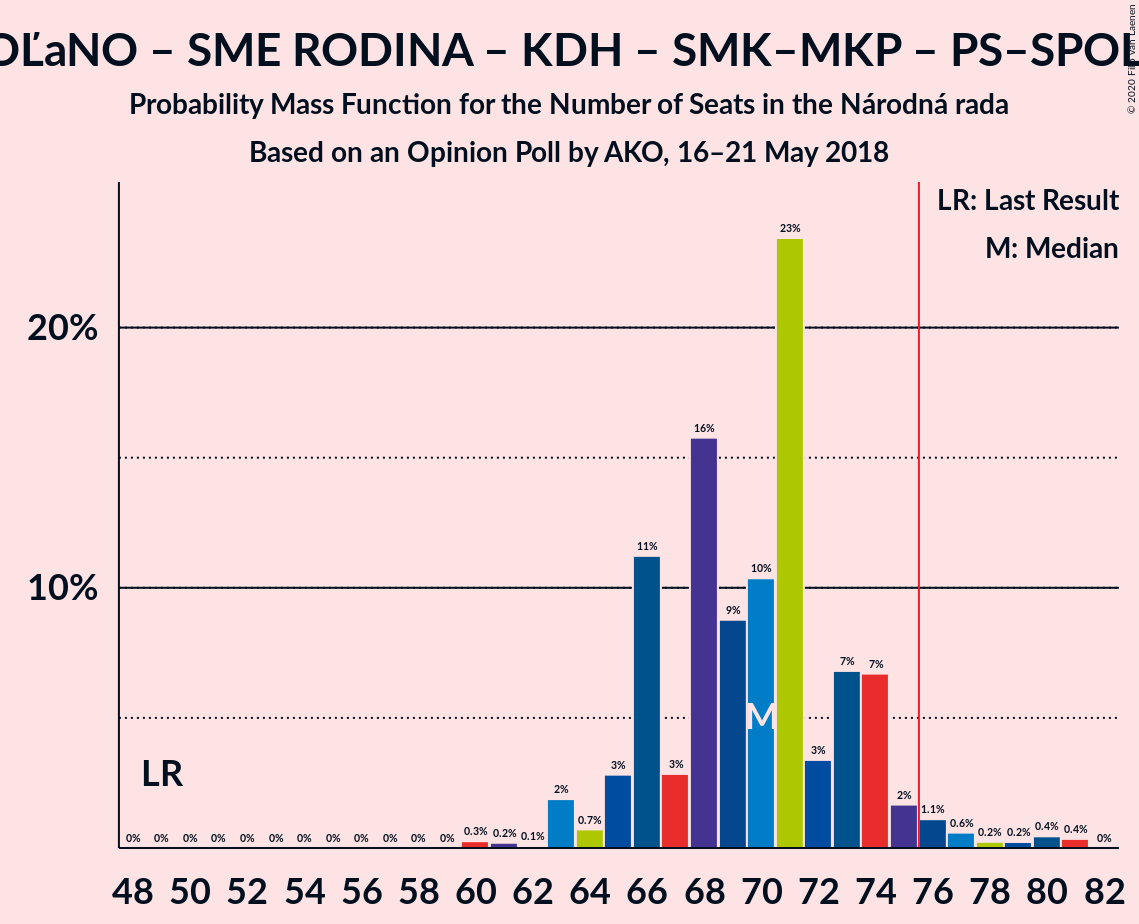 OĽaNO – SME RODINA – KDH – SMK–MKP – PS–SPOL
Probability Mass Function for the Number of Seats in the Národná rada
Based on an Opinion Poll by AKO, 16–21 May 2018
© 2020 Filip van Laenen
LR: Last Result
M: Median
20%
10%
LR
M
0% 0% 0% 0% 0% 0% 0% 0% 0% 0% 0% 0% 0.3% 0.2% 0.1% 2% 0.7% 3% 11% 3% 16% 9% 10% 23% 3% 7% 7% 2% 1.1% 0.6% 0.2% 0.2% 0.4% 0.4% 0%
48 50 52 54 56 58 60 62 64 66 68 70 72 74 76 78 80 82